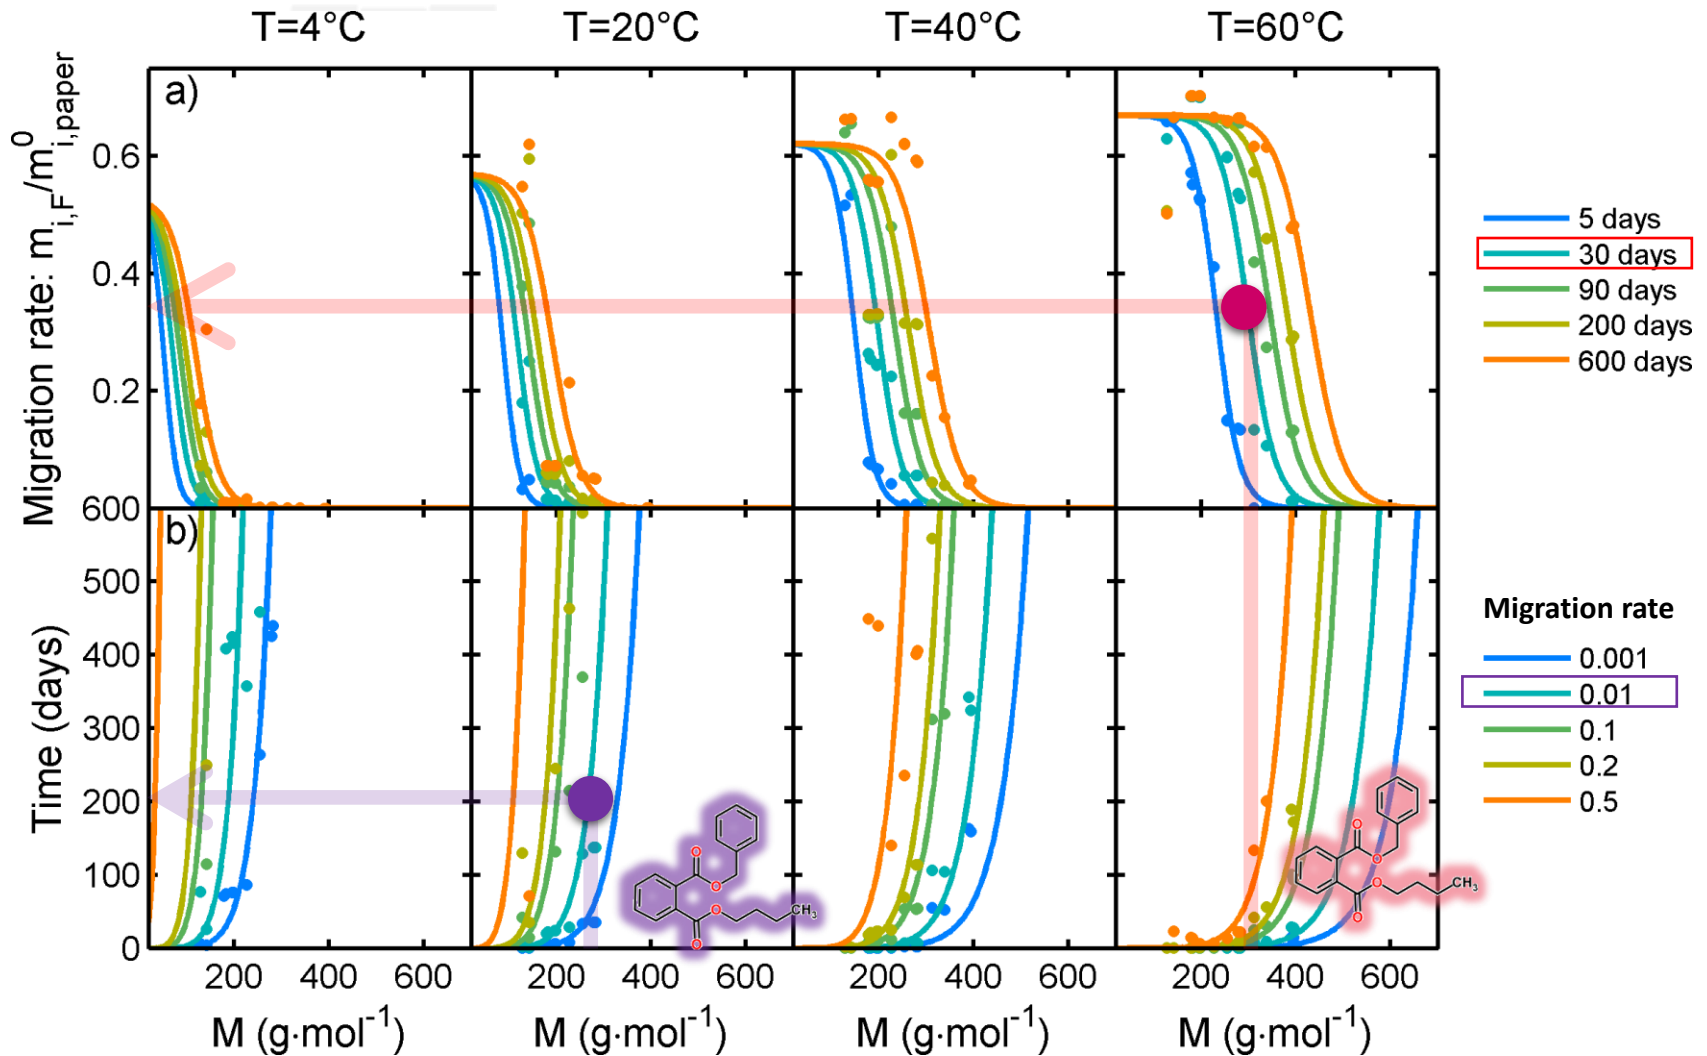 T=4°C T=20°C T=40°C T=60°C
a)
Migration rate: m_{i,F}/m^0_{i,paper}
0.6
0.4
0.2
5 days
30 days
90 days
200 days
600 days
b)
Time (days)
600
500
400
300
200
100
0
Migration rate
0.001
0.01
0.1
0.2
0.5
O
O
O
O
CH₃
O
O
O
O
CH₃
200 400 600 200 400 600 200 400 600 200 400 600
M (g·mol⁻¹) M (g·mol⁻¹) M (g·mol⁻¹) M (g·mol⁻¹)